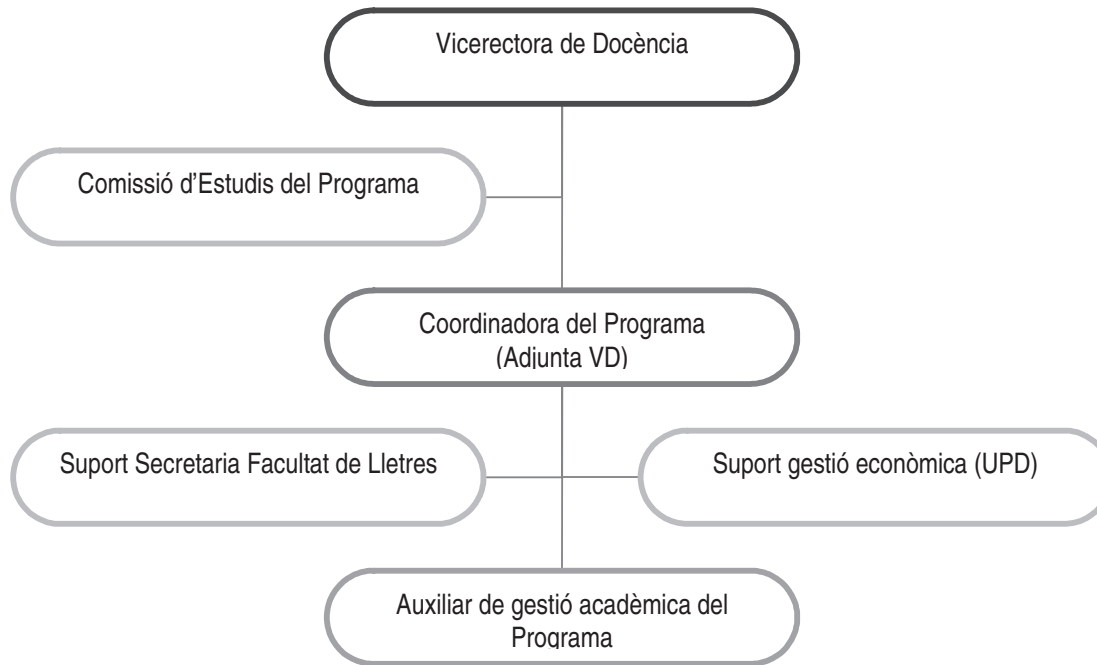 Vicerectora de Docència
Comissió d’Estudis del Programa
Coordinadora del Programa
(Adjunta VD)
Suport Secretaria Facultat de Lletres
Suport gestió econòmica (UPD)
Auxiliar de gestió acadèmica del
Programa